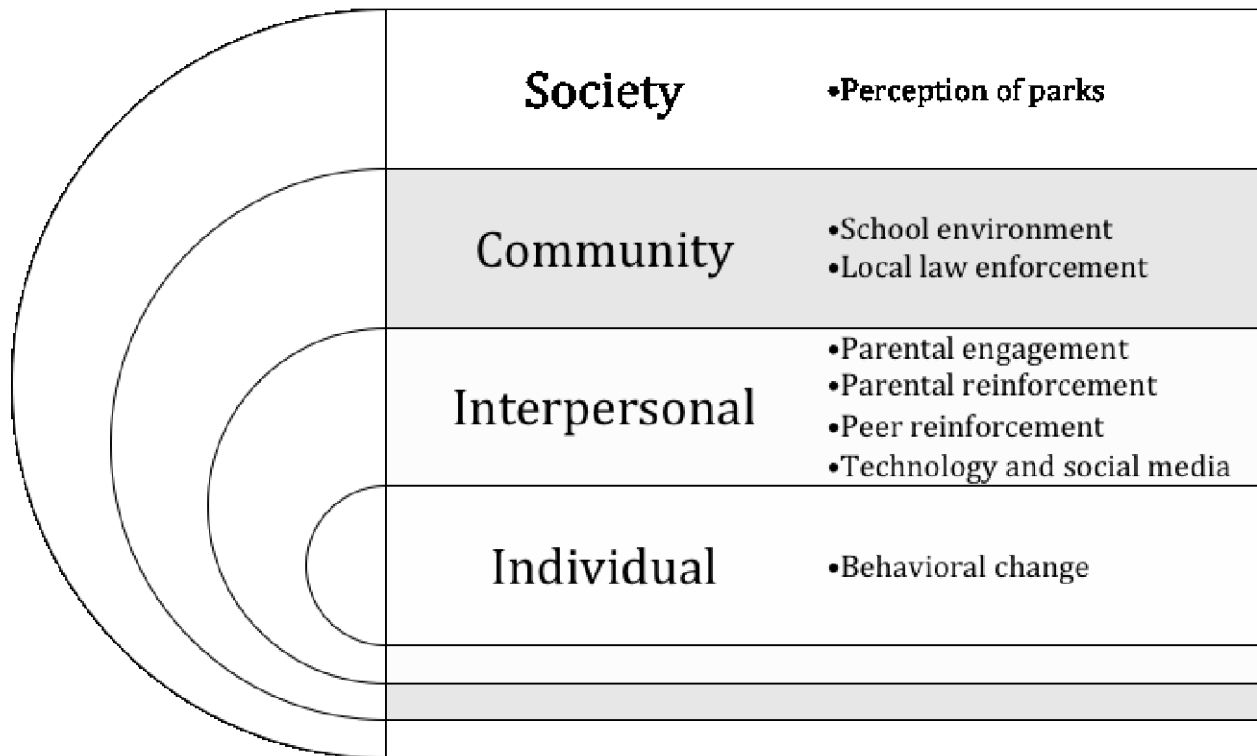 Society
•Perception of parks
Community
•School environment
•Local law enforcement
Interpersonal
•Parental engagement
•Parental reinforcement
•Peer reinforcement
•Technology and social media
Individual
•Behavioral change